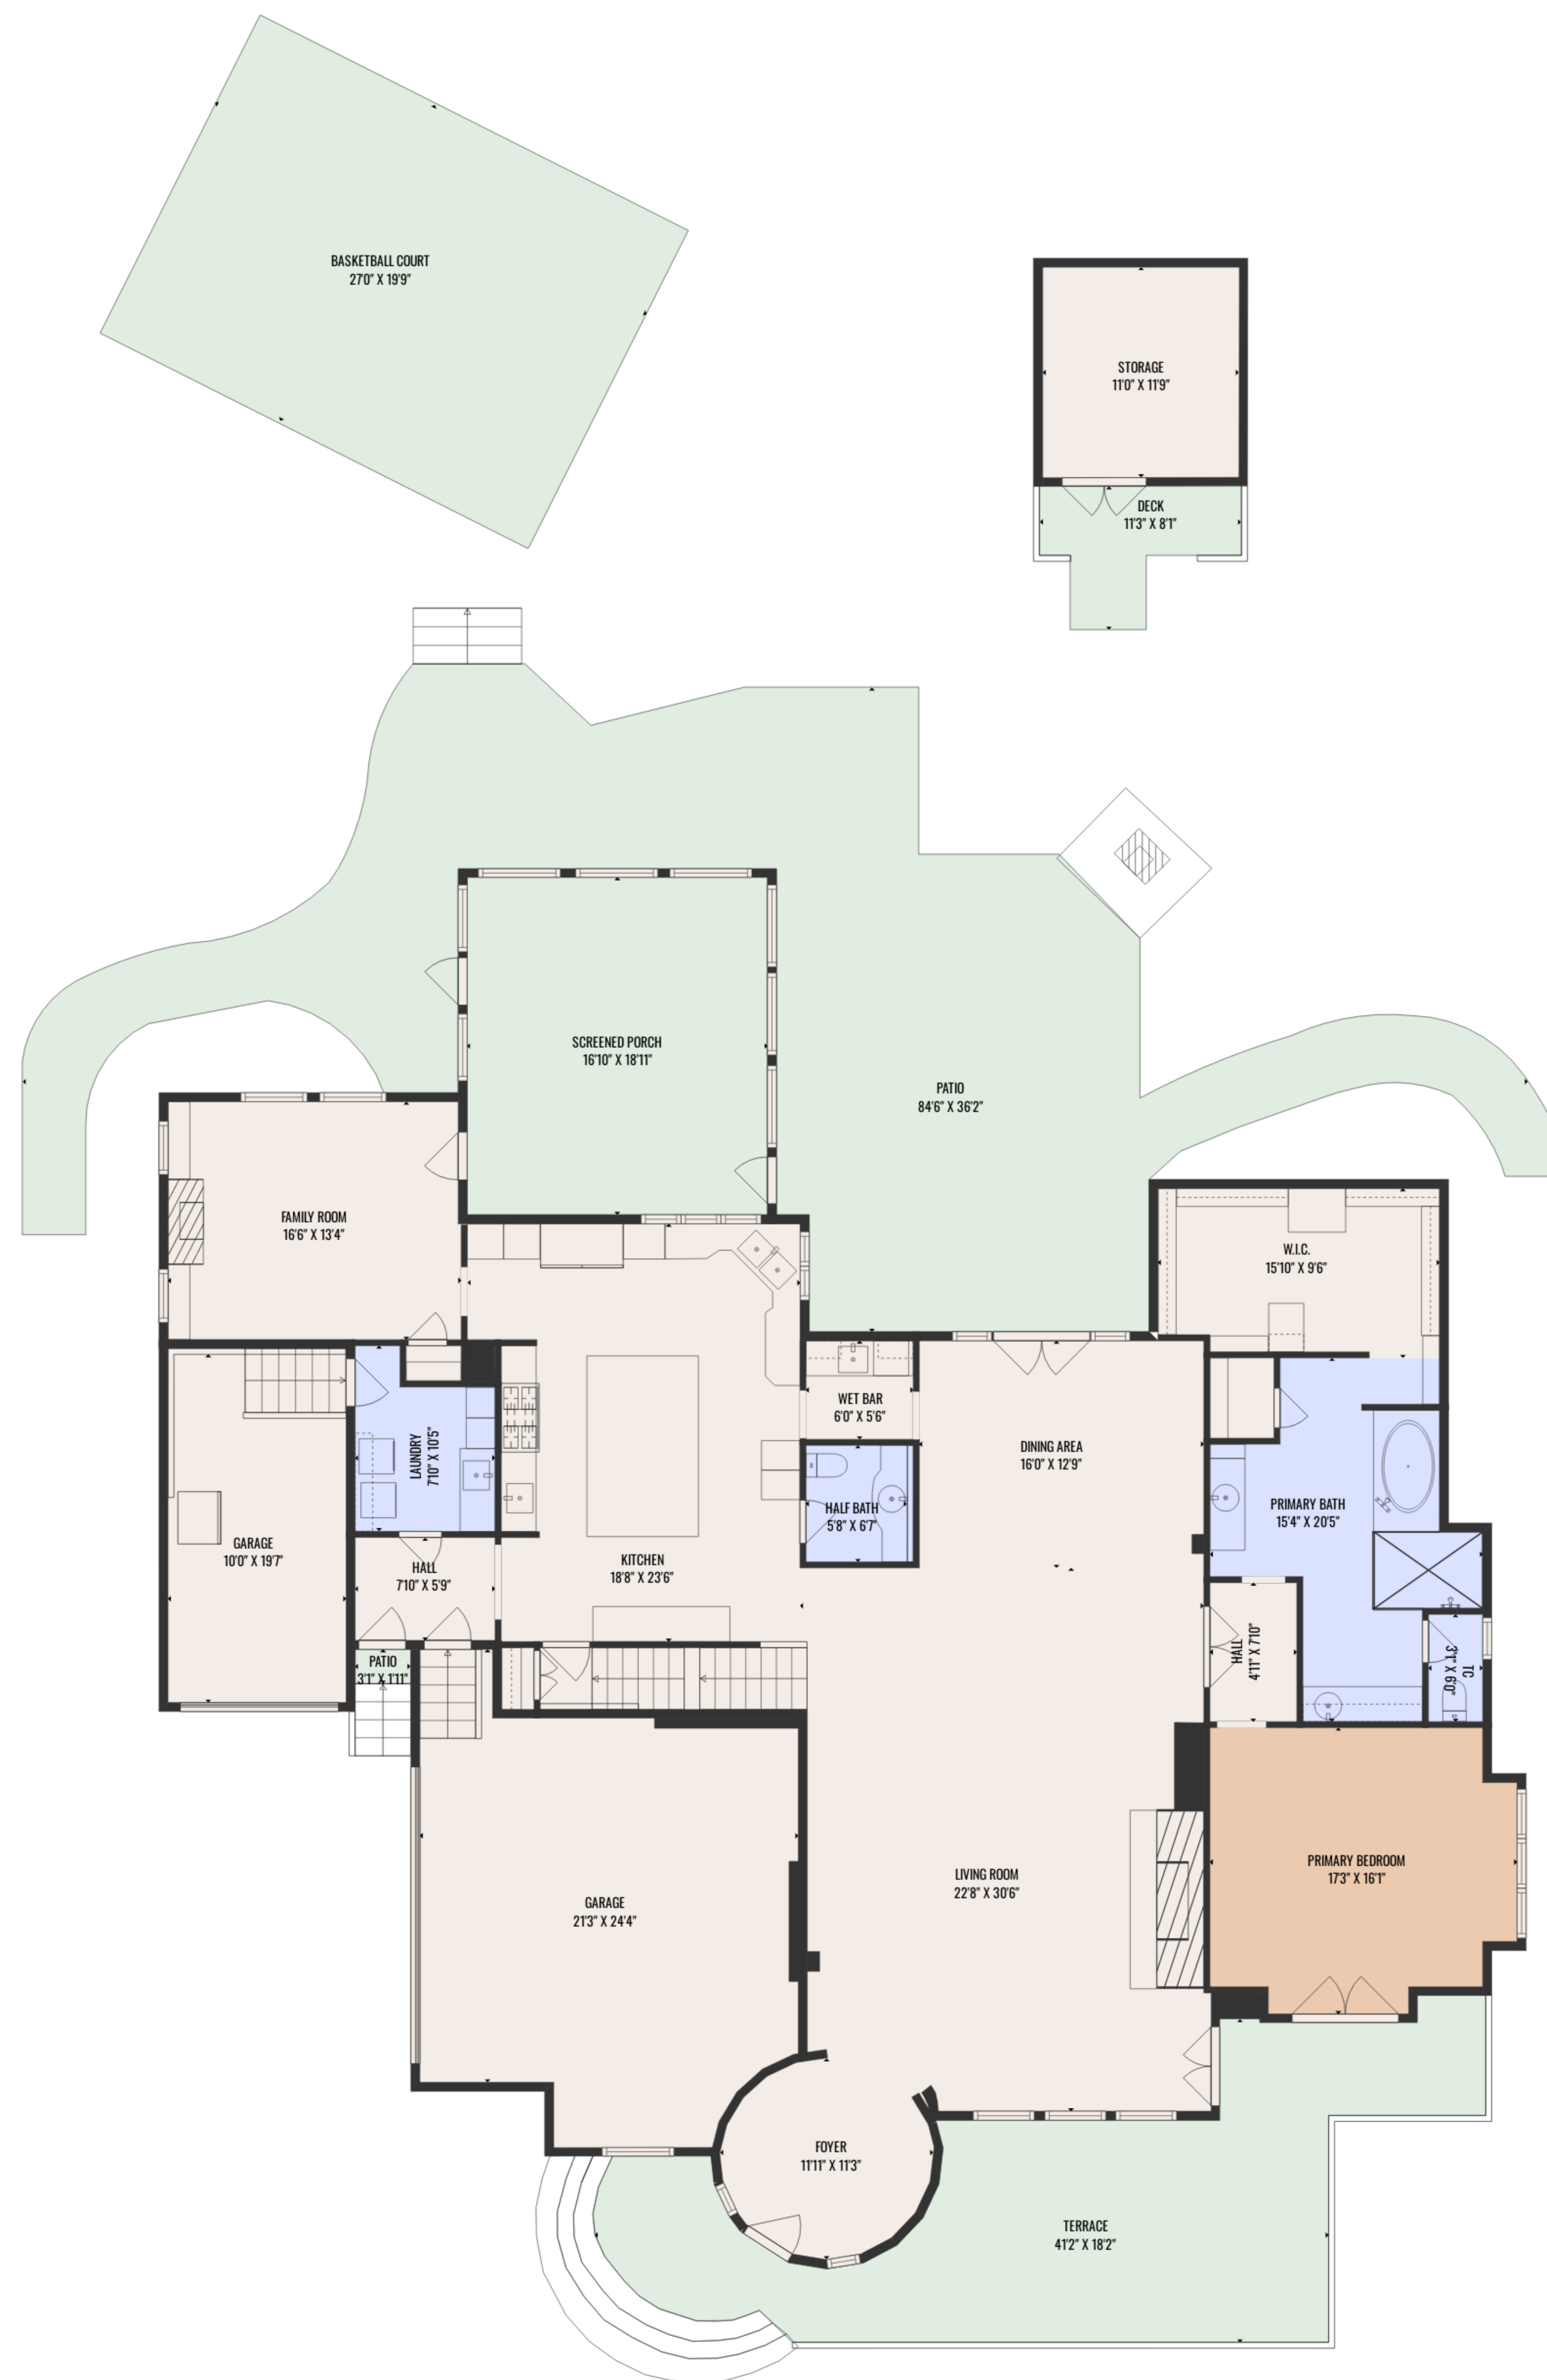 BASKETBALL COURT
27'0" X 19'9"
STORAGE
11'0" X 11'9"
DECK
11'3" X 8'1"
SCREENED PORCH
16'10" X 18'11"
PATIO
84'6" X 36'2"
FAMILY ROOM
16'6" X 13'4"
W.I.C.
15'10" X 9'6"
WET BAR
6'0" X 5'6"
DINING AREA
16'0" X 12'9"
LAUNDRY
7'10" X 10'5"
HALF BATH
5'8" X 6'7"
PRIMARY BATH
15'4" X 20'5"
GARAGE
10'0" X 19'7"
HALL
7'10" X 5'9"
KITCHEN
18'8" X 23'6"
HALL
4'11" X 7'10"
TC
3'1" X 6'0"
PATIO
3'1" X 1'11"
PRIMARY BEDROOM
17'3" X 16'1"
LIVING ROOM
22'8" X 30'6"
GARAGE
21'3" X 24'4"
FOYER
11'11" X 11'3"
TERRACE
41'2" X 18'2"